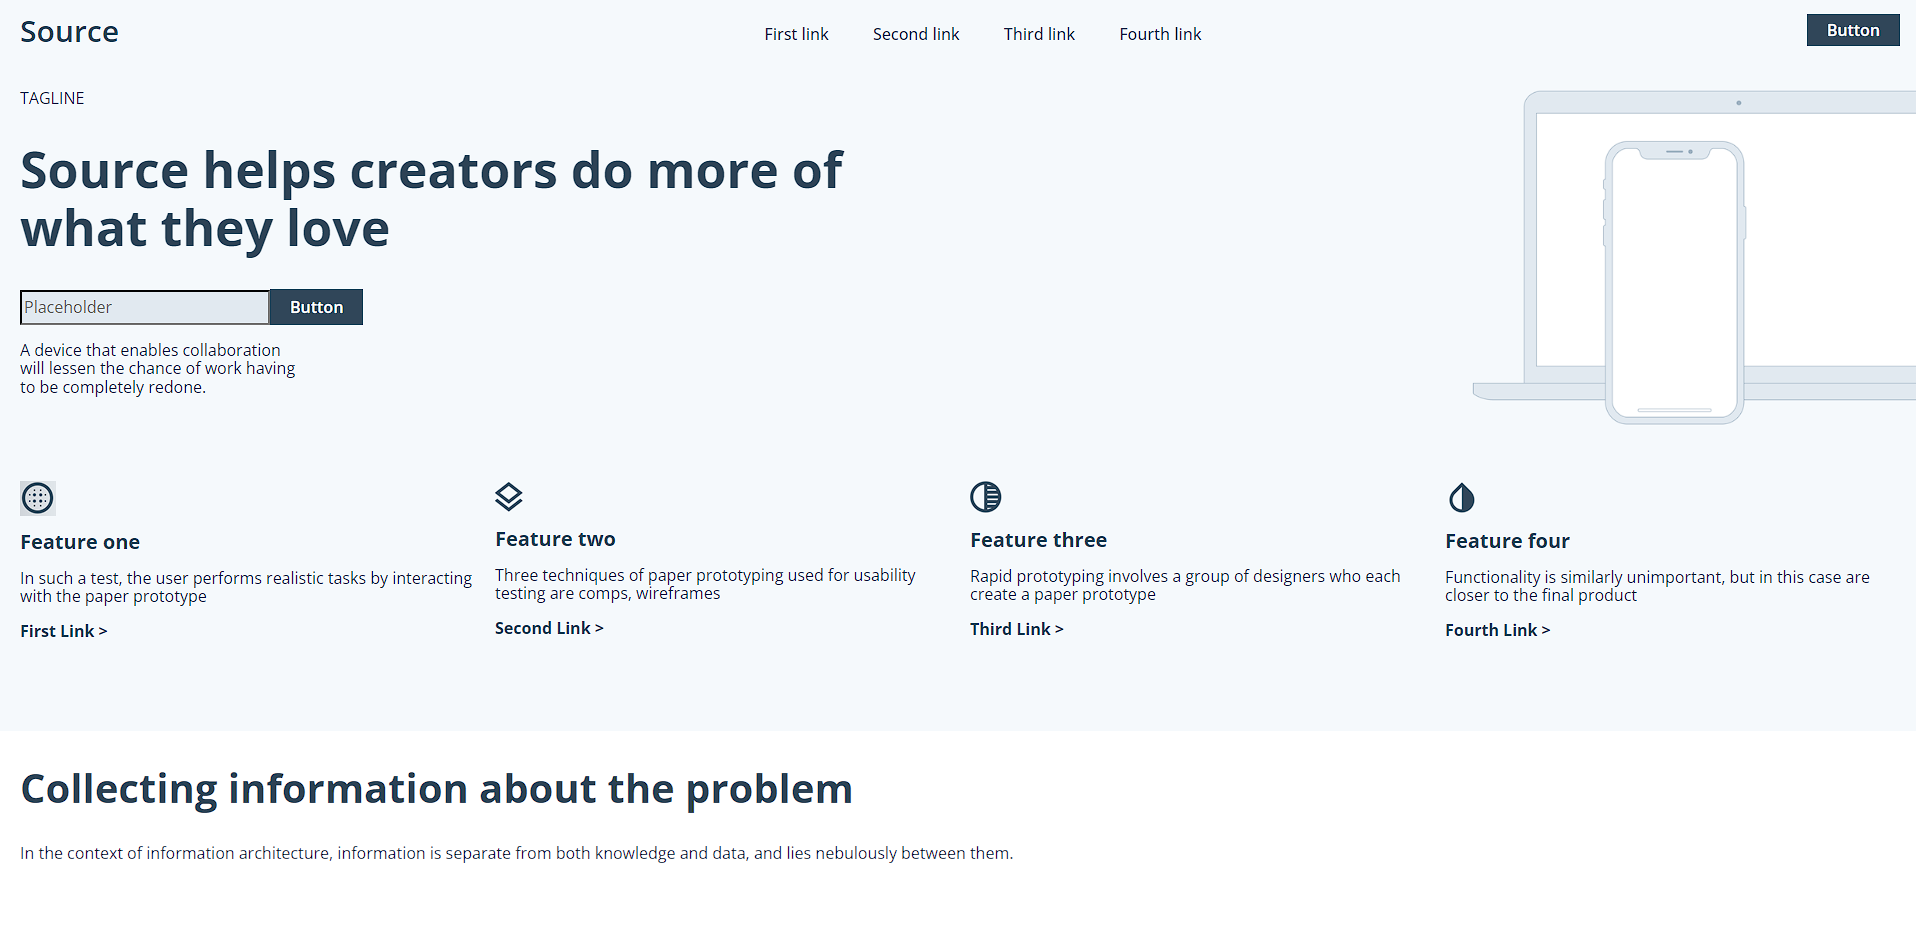 Source
First link
Second link
Third link
Fourth link
Button
TAGLINE
Source helps creators do more of
what they love
Placeholder
Button
A device that enables collaboration
will lessen the chance of work having
to be completely redone.
Feature one
In such a test, the user performs realistic tasks by interacting
with the paper prototype
First Link >
Feature two
Three techniques of paper prototyping used for usability
testing are comps, wireframes
Second Link >
Feature three
Rapid prototyping involves a group of designers who each
create a paper prototype
Third Link >
Feature four
Functionality is similarly unimportant, but in this case are
closer to the final product
Fourth Link >
Collecting information about the problem
In the context of information architecture, information is separate from both knowledge and data, and lies nebulously between them.